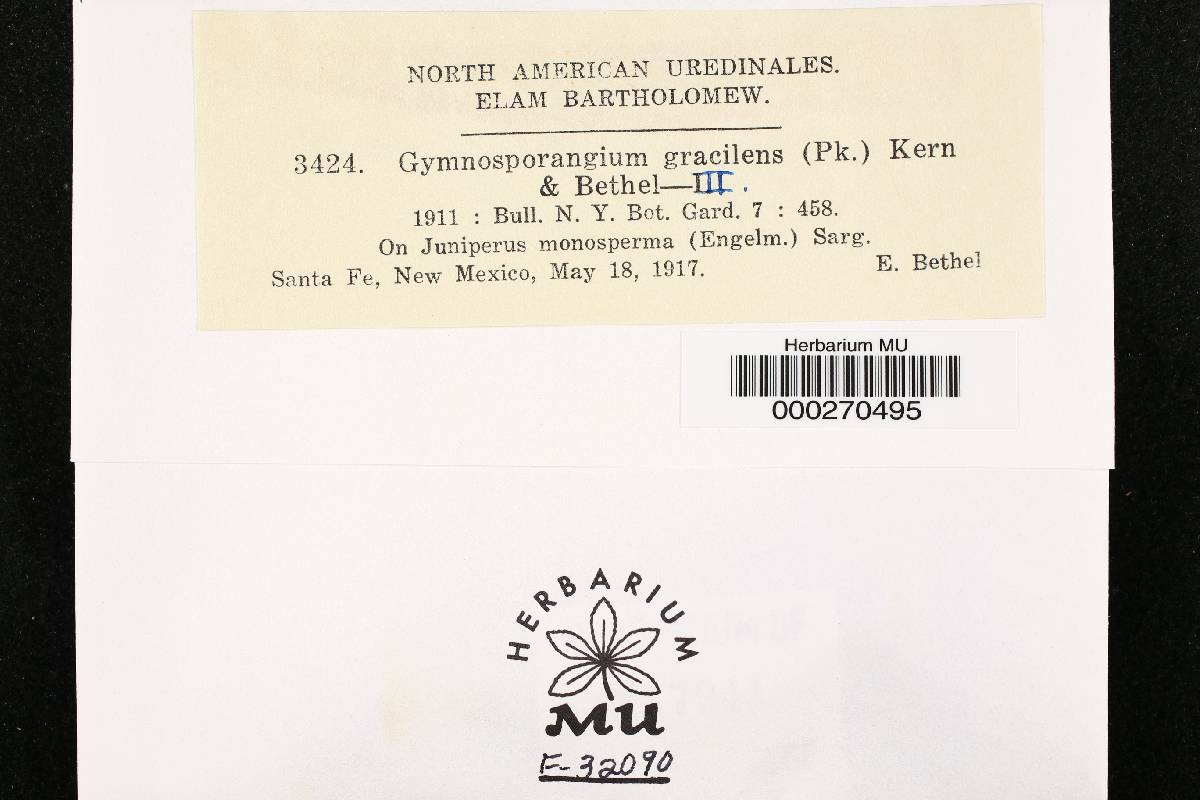 NORTH AMERICAN UREDINALES.
ELAM BARTHOLOMEW.
3424. Gymnosporangium gracilens (Pk.) Kern
& Bethel—III.
1911 : Bull. N. Y. Bot. Gard. 7 : 458.
On Juniperus monosperma (Engelm.) Sarg.
Santa Fe, New Mexico, May 18, 1917. E. Bethel
Herbarium MU
000270495
HERBARIUM
MU
F-32090